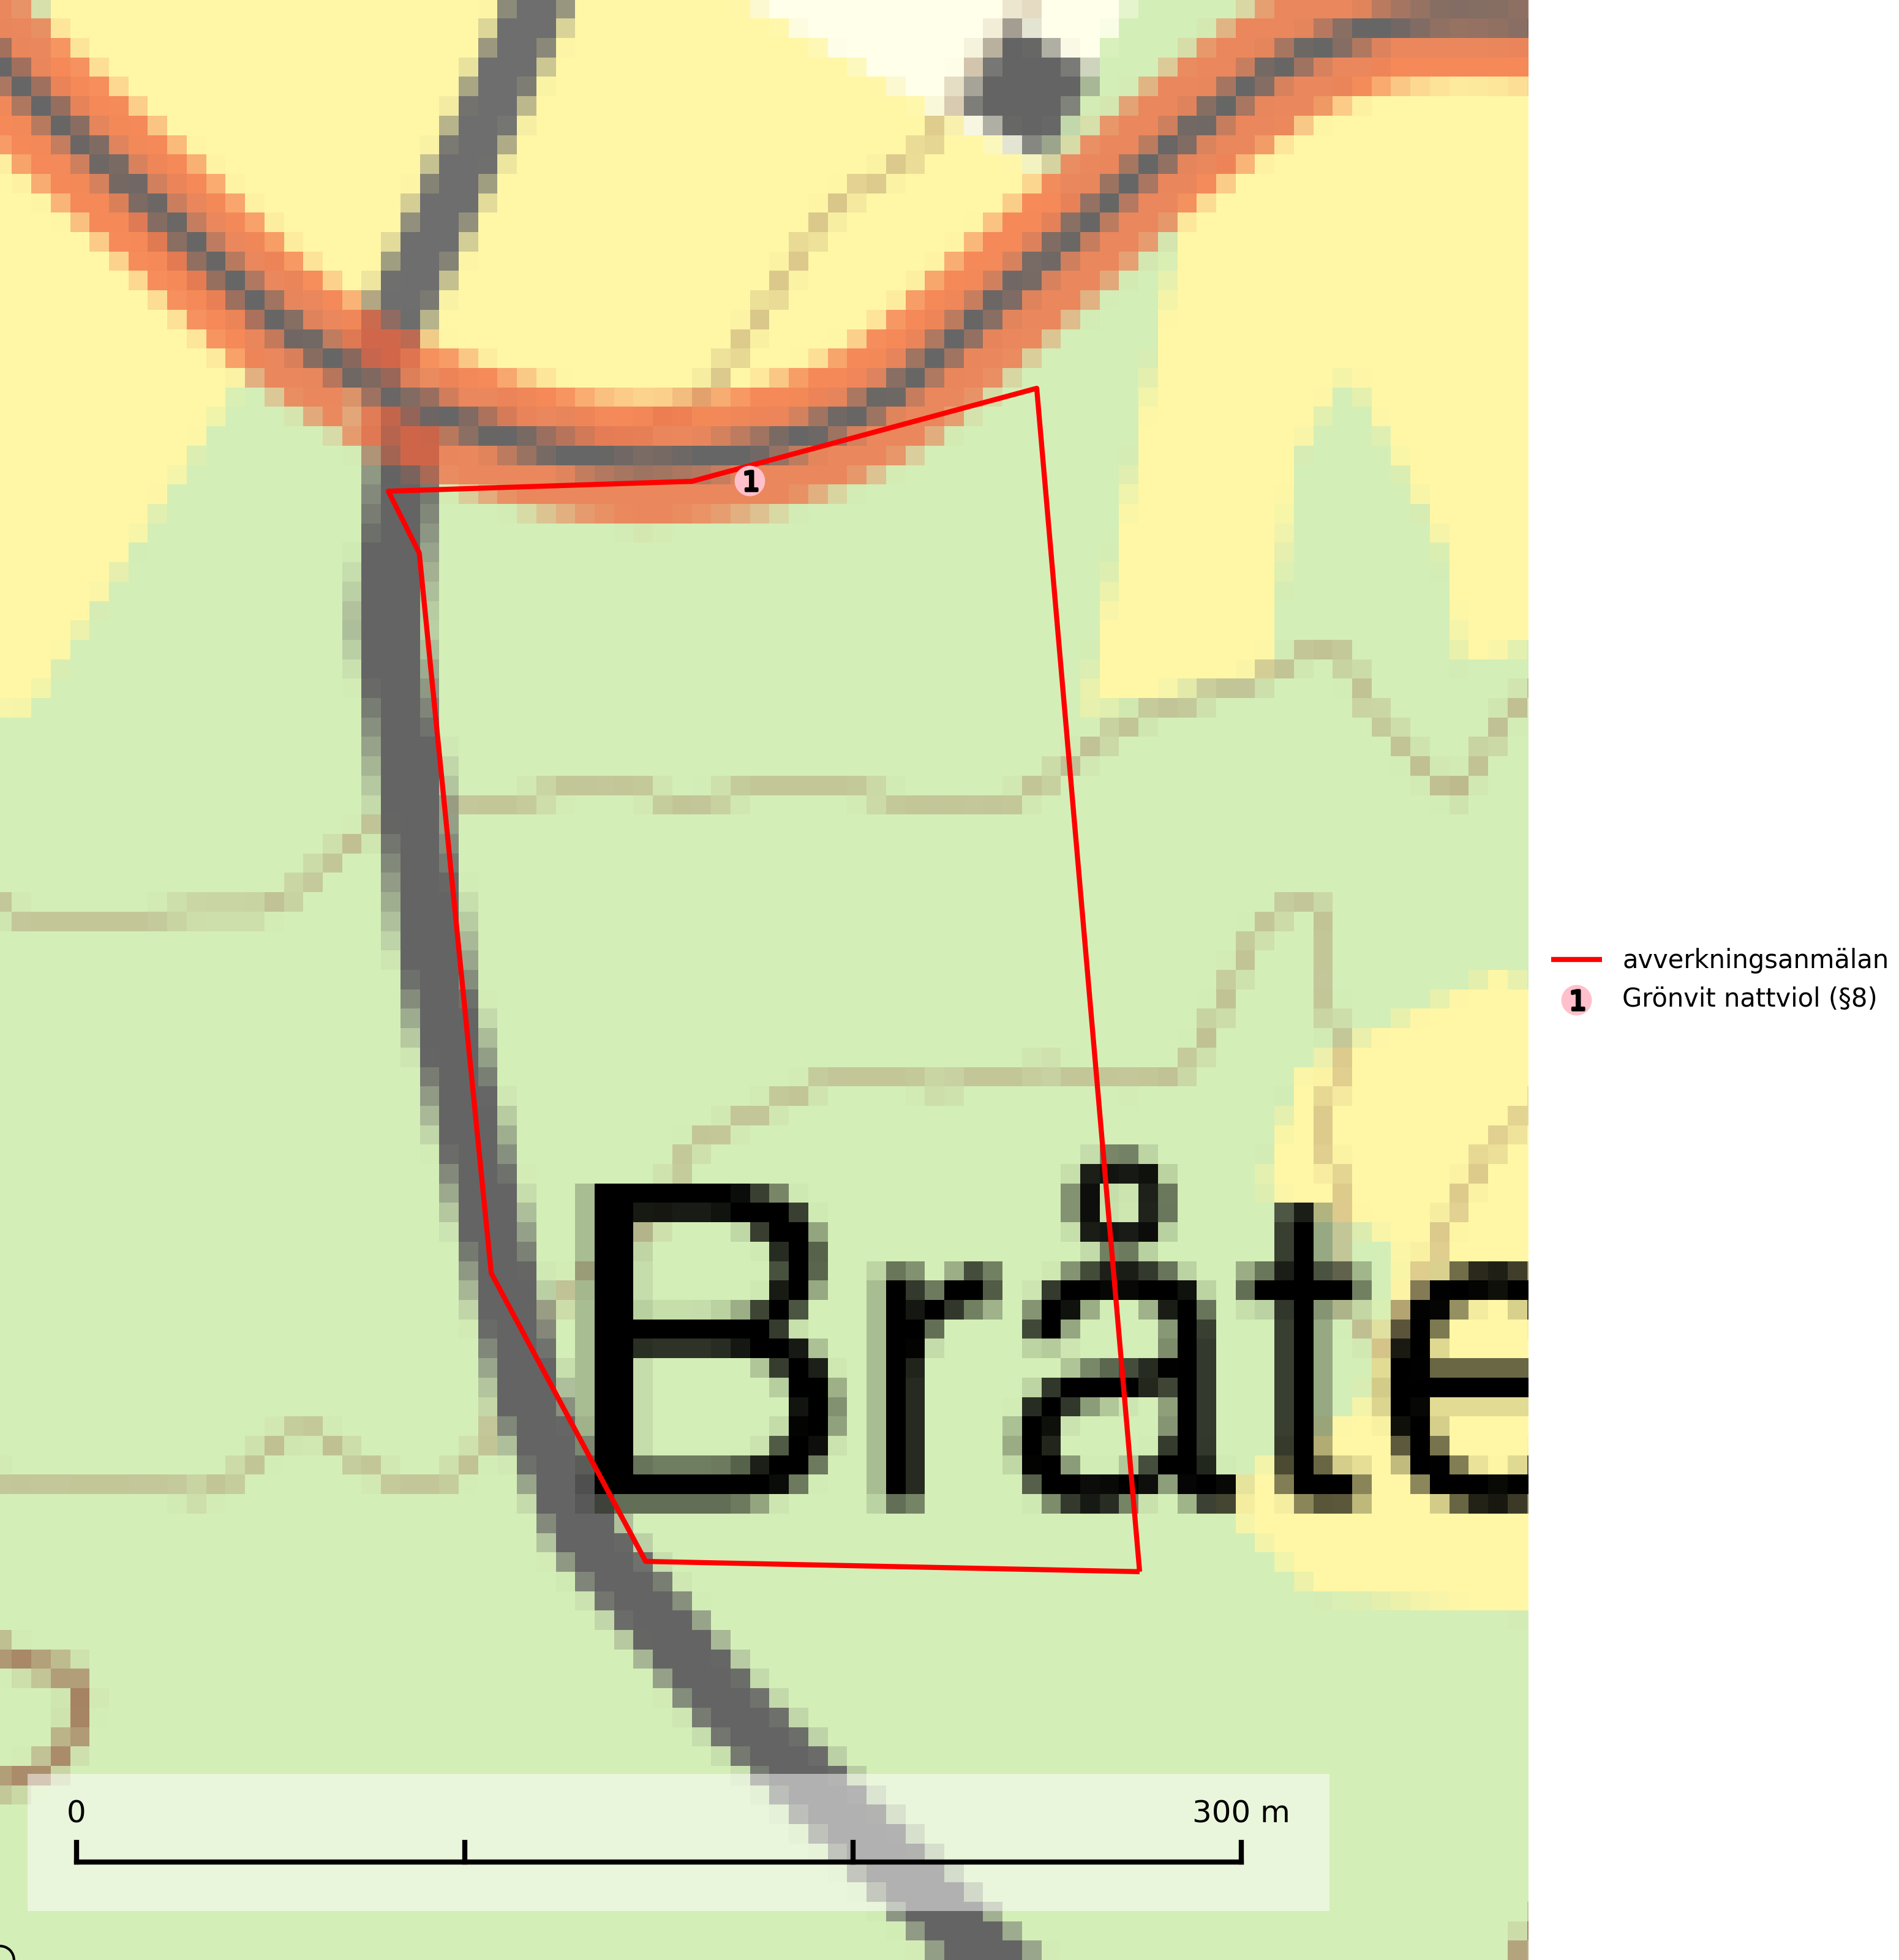 1
avverkningsanmälan
1 Grönvit nattviol (§8)
Bråte
0 300 m